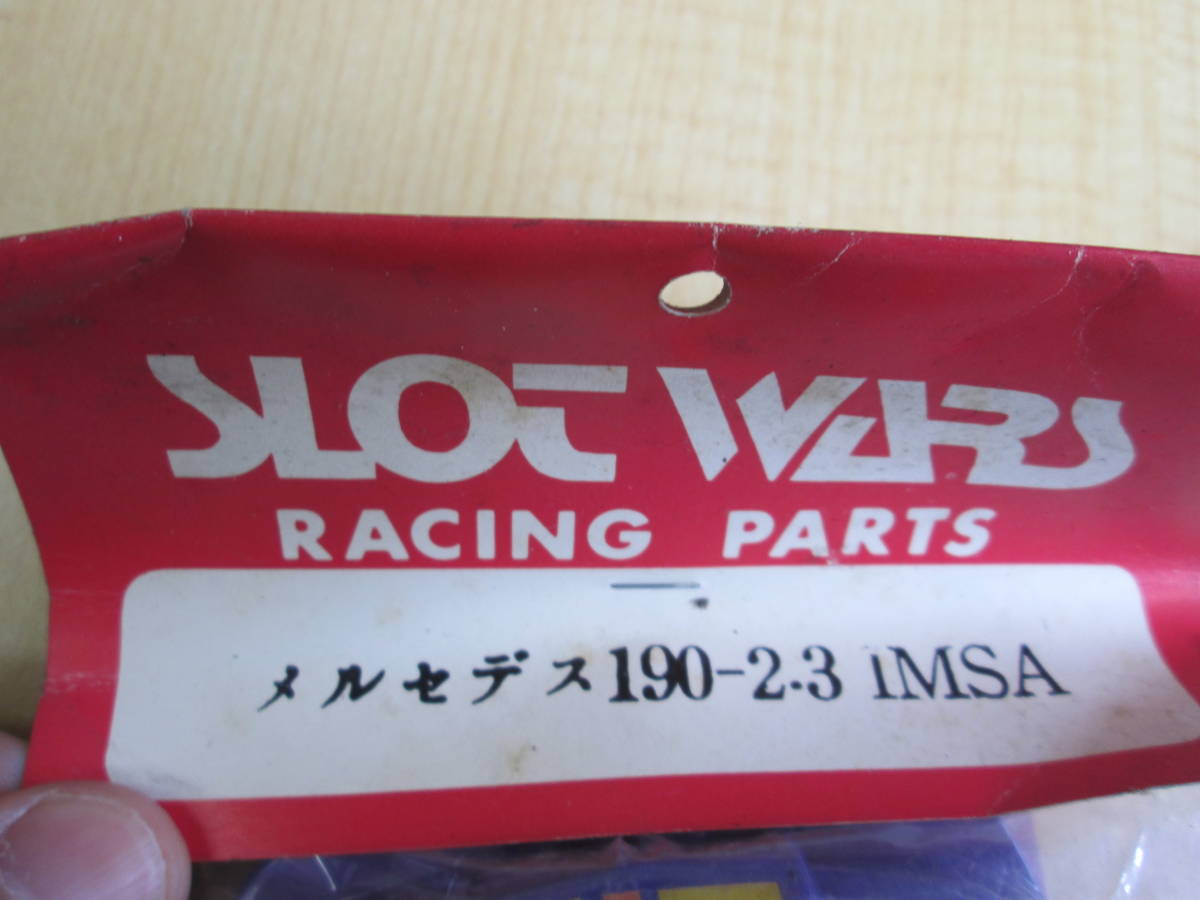 SLOT WARS
RACING PARTS
メルセデス190-2.3 IMSA